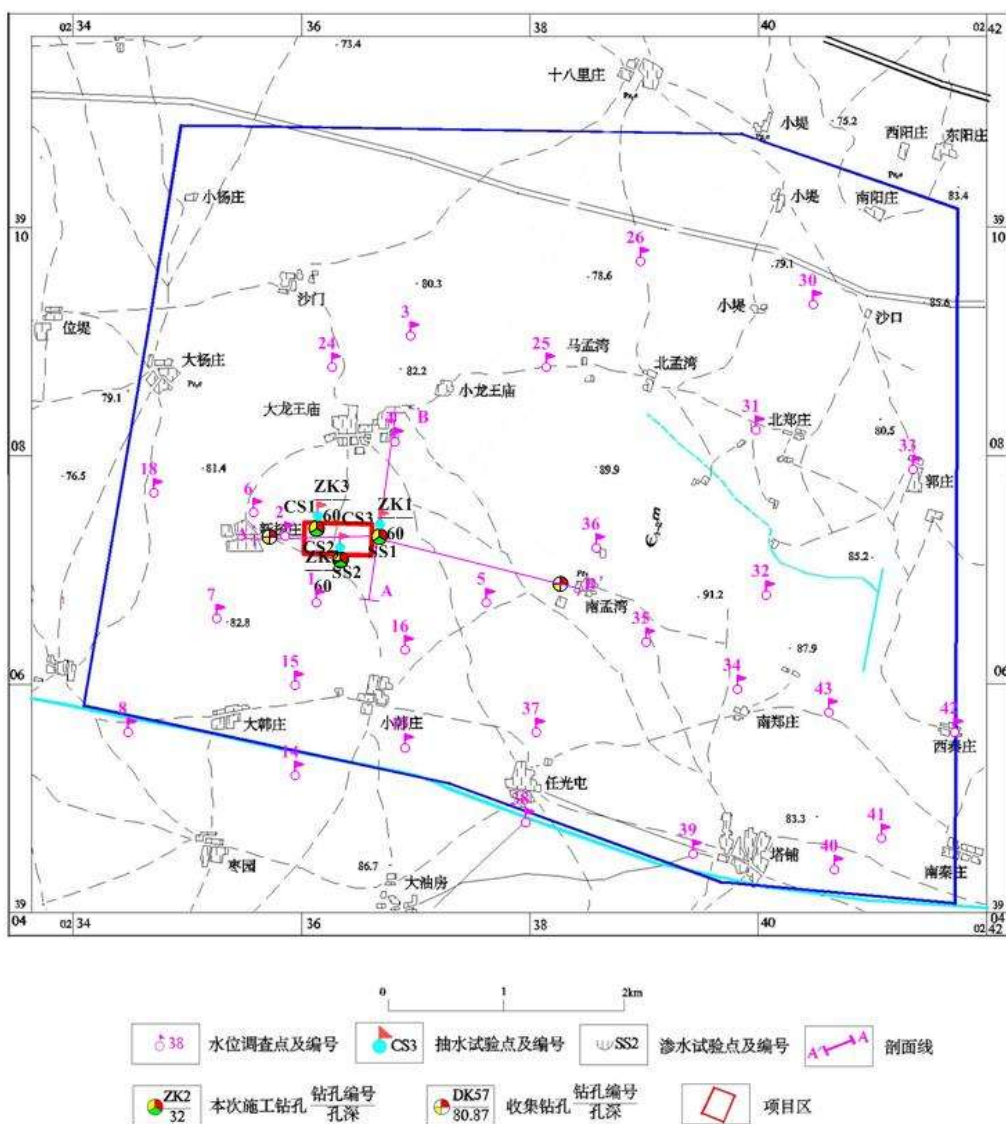 02 34 36 38 40 02 42
73.4
十八里庄
小堤
75.2
西阳庄 东阳庄
小杨庄
小堤 南阳庄
83.4
39 39
10 10
26
79.1
80.3 78.6 30
沙门 85.6
位堤 3 小堤 沙口
24 25 马孟湾
大杨庄 82.2 北孟湾
79.1 小龙王庙
大龙王庙 B 31
4 北郑庄
08 80.5 08
76.5 81.4 89.9 33
18 郭庄
6 ZK3
2 CS1 60 CS3 ZK1
36
60
CS2 SS1 85.2
ZK2 SS2
60
1 A 5 南孟湾 91.2 32
7
82.8 16 35
87.9
06 15 34 06
43
8 大韩庄 小韩庄 37 南郑庄 42
西秦庄
14
任光屯
38 83.3 41
39 塔铺 40
枣园 86.7 南秦庄
大油房
39 39
04 04
02 34 36 38 40 02 42
0 1 2km
38 水位调查点及编号 CS3 抽水试验点及编号 SS2 渗水试验点及编号 A' A 剖面线
ZK2 32 本次施工钻孔 钻孔编号 孔深 DK57 80.87 收集钻孔 钻孔编号 孔深 项目区